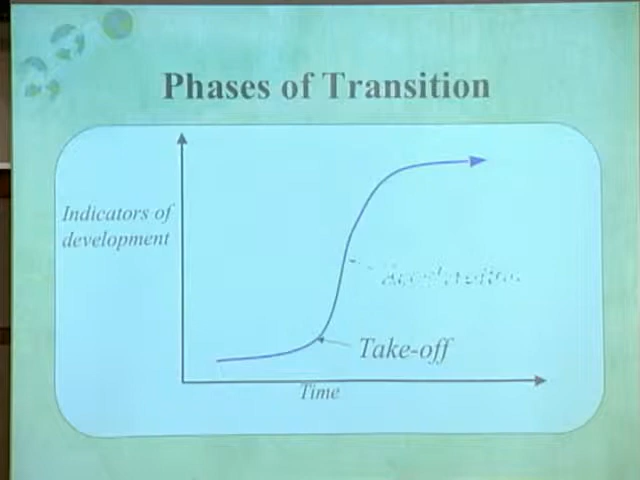 Phases of Transition
Indicators of
development
Take-off
Time